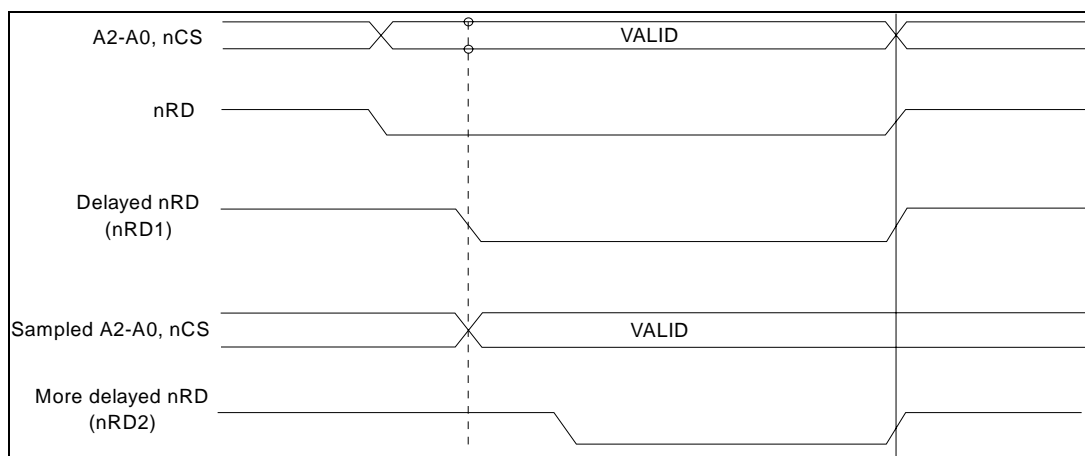 A2-A0, nCS
VALID
nRD
Delayed nRD
(nRD1)
Sampled A2-A0, nCS
VALID
More delayed nRD
(nRD2)